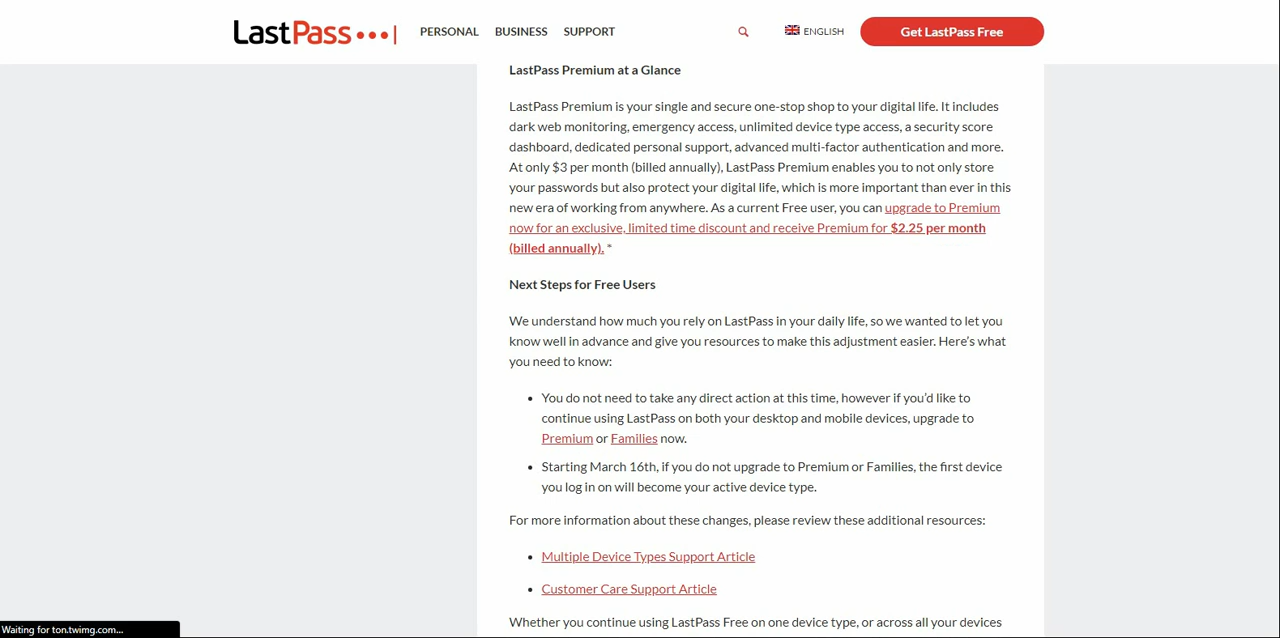 LastPass
PERSONAL BUSINESS SUPPORT
ENGLISH
Get LastPass Free
LastPass Premium at a Glance
LastPass Premium is your single and secure one-stop shop to your digital life. It includes
dark web monitoring, emergency access, unlimited device type access, a security score
dashboard, dedicated personal support, advanced multi-factor authentication and more.
At only $3 per month (billed annually), LastPass Premium enables you to not only store
your passwords but also protect your digital life, which is more important than ever in this
new era of working from anywhere. As a current Free user, you can upgrade to Premium
now for an exclusive, limited time discount and receive Premium for $2.25 per month
(billed annually). *
Next Steps for Free Users
We understand how much you rely on LastPass in your daily life, so we wanted to let you
know well in advance and give you resources to make this adjustment easier. Here’s what
you need to know:
• You do not need to take any direct action at this time, however if you’d like to
continue using LastPass on both your desktop and mobile devices, upgrade to
Premium or Families now.
• Starting March 16th, if you do not upgrade to Premium or Families, the first device
you log in on will become your active device type.
For more information about these changes, please review these additional resources:
• Multiple Device Types Support Article
• Customer Care Support Article
Whether you continue using LastPass Free on one device type, or across all your devices
Waiting for ton.twimg.com...